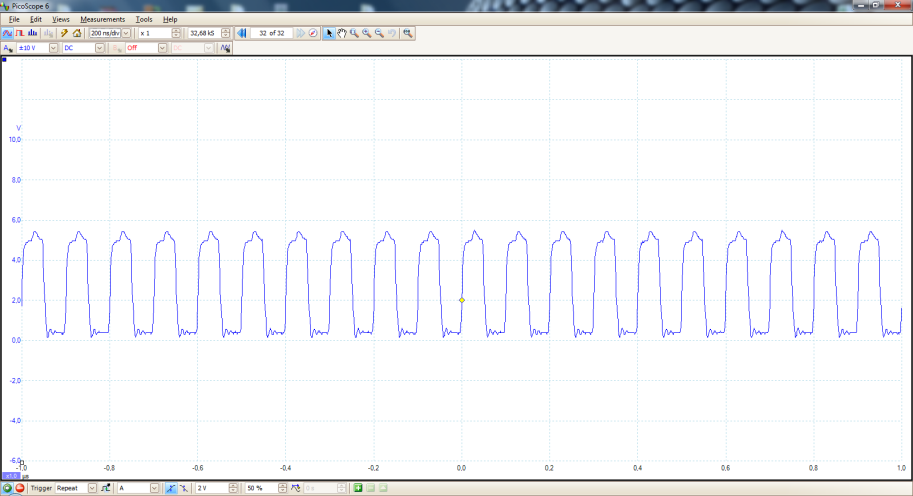 PicoScope 6
File Edit Views Measurements Tools Help
200 ns/div x 1 32,68 kS 32 of 32
A ±10 V DC Off DC
V
10,0
8,0
6,0
4,0
2,0
0,0
-2,0
-4,0
-6,0
-1,0 -0,8 -0,6 -0,4 -0,2 0,0 0,2 0,4 0,6 0,8 1,0
Trigger Repeat A 2 V 50 %